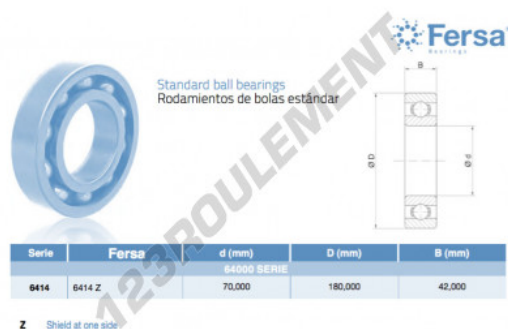 Fersa
Bearings
Standard ball bearings
Rodamientos de bolas estándar
B
Ø D
Ø d
123ROULEMENT
Serie Fersa d (mm) D (mm) B (mm)
64000 SERIE
6414 6414 Z 70,000 180,000 42,000
Z Shield at one side